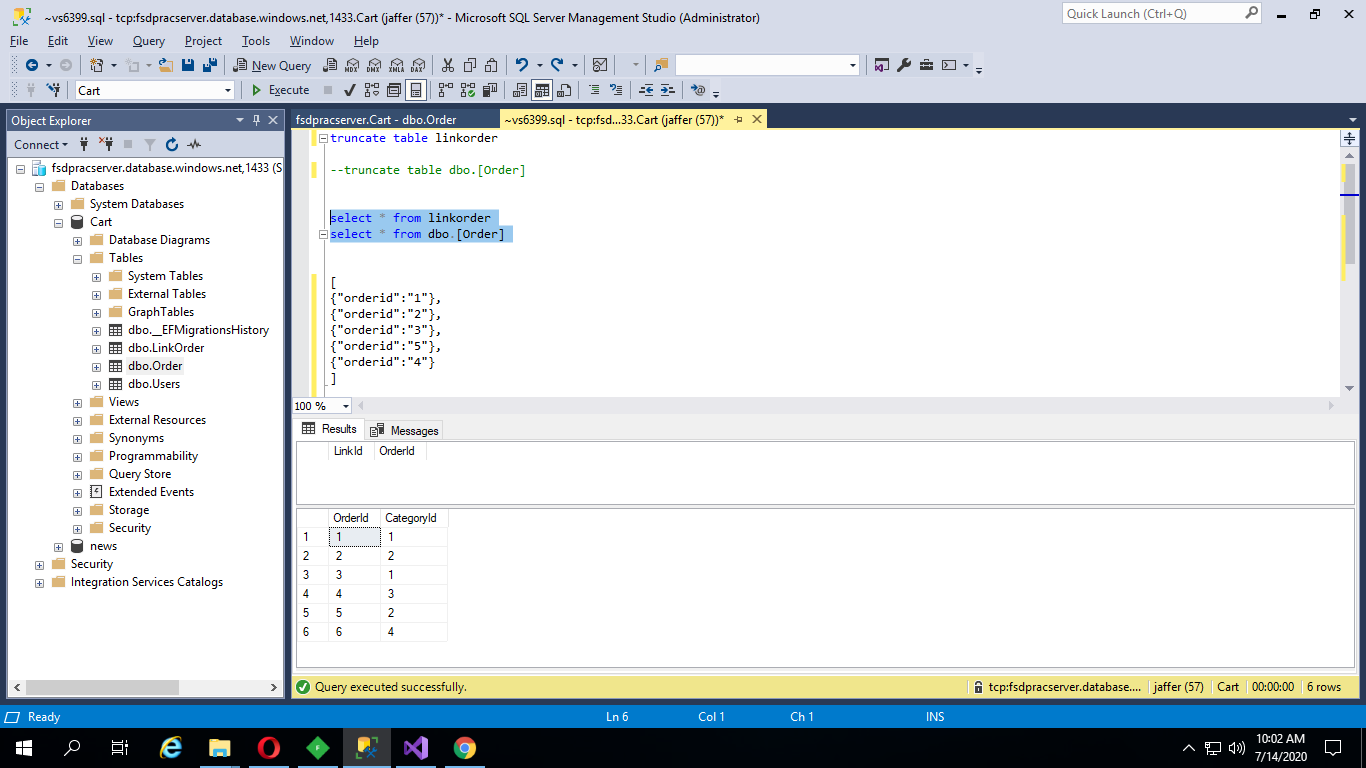 ~vs6399.sql - tcp:fsdpracserver.database.windows.net,1433.Cart (jaffer (57))* - Microsoft SQL Server Management Studio (Administrator)
Quick Launch (Ctrl+Q)
File Edit View Query Project Tools Window Help
New Query MDX DMX XMLA DAX
Cart Execute
Object Explorer
Connect
fsdpracserver.database.windows.net,1433 (S
Databases
System Databases
Cart
Database Diagrams
Tables
System Tables
External Tables
GraphTables
dbo.__EFMigrationsHistory
dbo.LinkOrder
dbo.Order
dbo.Users
Views
External Resources
Synonyms
Programmability
Query Store
Extended Events
Storage
Security
news
Security
Integration Services Catalogs
fsdpracserver.Cart - dbo.Order
~vs6399.sql - tcp:fsd...33.Cart (jaffer (57))*
truncate table linkorder
--truncate table dbo.[Order]
select * from linkorder
select * from dbo.[Order]
[
{"orderid":"1"},
{"orderid":"2"},
{"orderid":"3"},
{"orderid":"5"},
{"orderid":"4"}
]
100 %
Results Messages
LinkId OrderId
OrderId CategoryId
1 1 1
2 2 2
3 3 1
4 4 3
5 5 2
6 6 4
Query executed successfully.
tcp:fsdpracserver.database.... jaffer (57) Cart 00:00:00 6 rows
Ready Ln 6 Col 1 Ch 1 INS
10:02 AM
7/14/2020